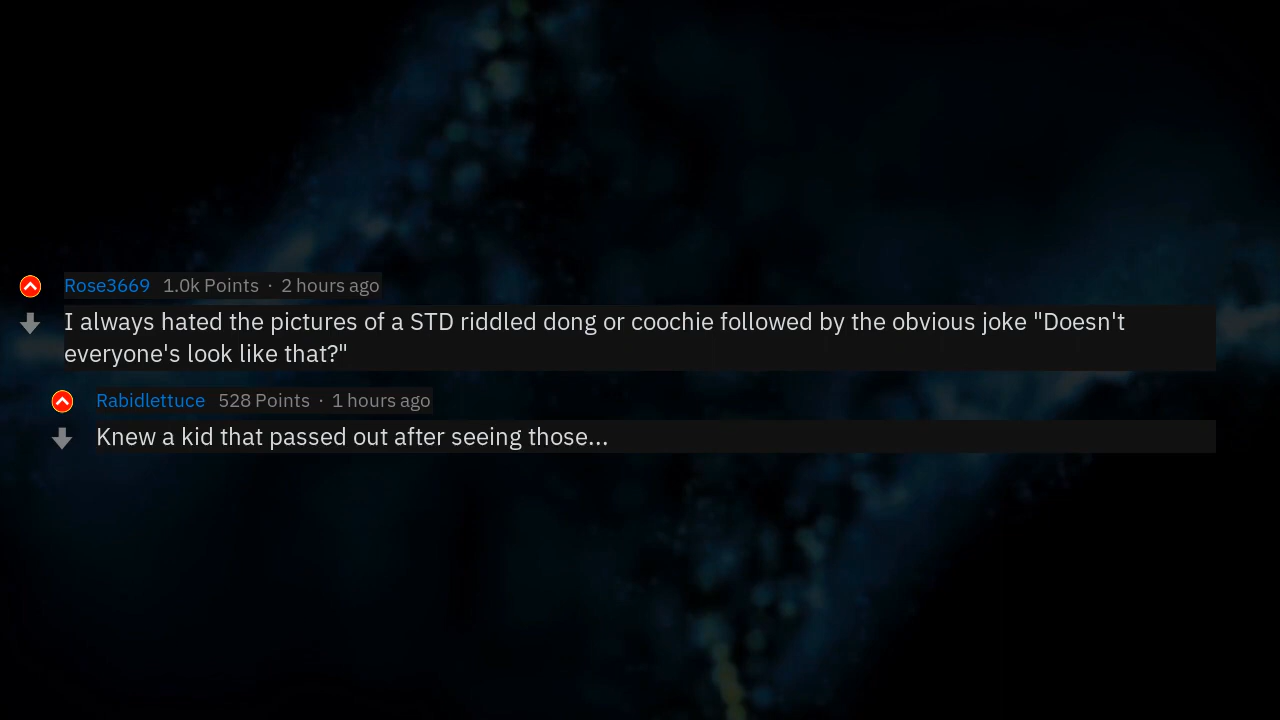 Rose3669 1.0k Points · 2 hours ago
I always hated the pictures of a STD riddled dong or coochie followed by the obvious joke "Doesn't
everyone's look like that?"
Rabidlettuce 528 Points · 1 hours ago
Knew a kid that passed out after seeing those...